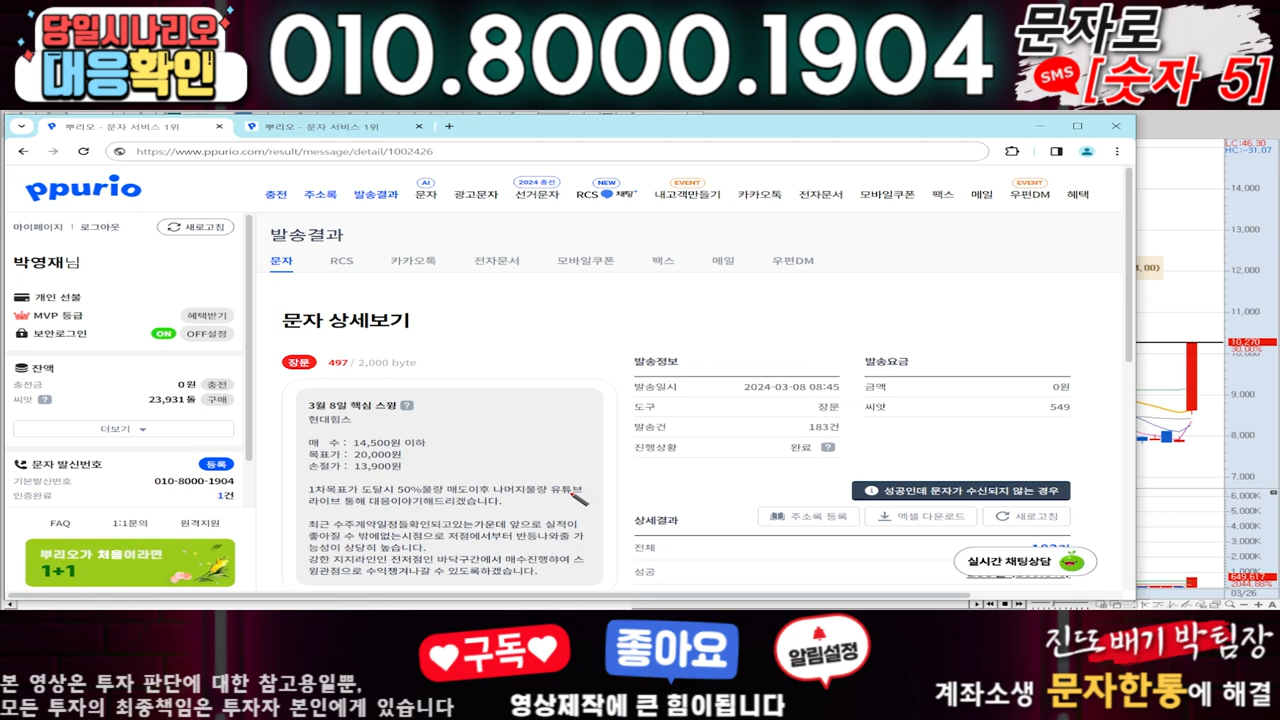 당일시나리오
대응확인
010.8000.1904
문자로
SMS
[숫자 5]
뿌리오 - 문자 서비스 1위
뿌리오 - 문자 서비스 1위
https://www.ppurio.com/result/message/detail/1002426
ppurio
충전
주소록
발송결과
AI
문자
광고문자
2024 총선
선거문자
NEW
RCS
채팅+
EVENT
내고객만들기
카카오톡
전자문서
모바일쿠폰
팩스
메일
EVENT
우편DM
혜택
마이페이지 | 로그아웃
새로고침
박영재님
개인 선불
MVP 등급
혜택받기
보안로그인
ON
OFF설정
잔액
충전금
0 원
충전
씨앗 ?
23,931 톨
구매
더보기
문자 발신번호
등록
기본발신번호
010-8000-1904
인증완료
1건
FAQ
1:1문의
원격지원
뿌리오가 처음이라면
1+1
발송결과
문자
RCS
카카오톡
전자문서
모바일쿠폰
팩스
메일
우편DM
문자 상세보기
장문
497 / 2,000 byte
3월 8일 핵심 스윙 ?
현대힘스
매 수 : 14,500원 이하
목표가 : 20,000원
손절가 : 13,900원
1차목표가 도달시 50%물량 매도이후 나머지물량 유튜브
라이브 통해 대응이야기해드리겠습니다.
최근 수주계약일정들확인되고있는가운데 앞으로 실적이
좋아질 수 밖에없는시점으로 저점에서부터 반등나와줄 가
능성이 상당히 높습니다.
강한 지지라인인 전저점인 바닥구간에서 매수진행하여 스
윙관점으로 수익챙겨나갈 수 있도록하겠습니다.
발송정보
발송일시
2024-03-08 08:45
도구
장문
발송건
183건
진행상황
완료 ?
발송요금
금액
0원
씨앗
549
성공인데 문자가 수신되지 않는 경우
상세결과
주소록 등록
엑셀 다운로드
새로고침
전체
성공
실시간 채팅상담
LC:46.30
HC:-31.07
14,000
13,000
12,000
11,000
10,270
30.00%
10,000
9,000
8,000
7,000
6,000K
5,000K
4,000K
3,000K
2,000K
1,000K
649,617
2044.88%
03/26
구독
좋아요
알림설정
진또배기 박팀장
본 영상은 투자 판단에 대한 참고용일뿐,
모든 투자의 최종책임은 투자자 본인에게 있습니다
영상제작에 큰 힘이됩니다
계좌소생 문자한통에 해결